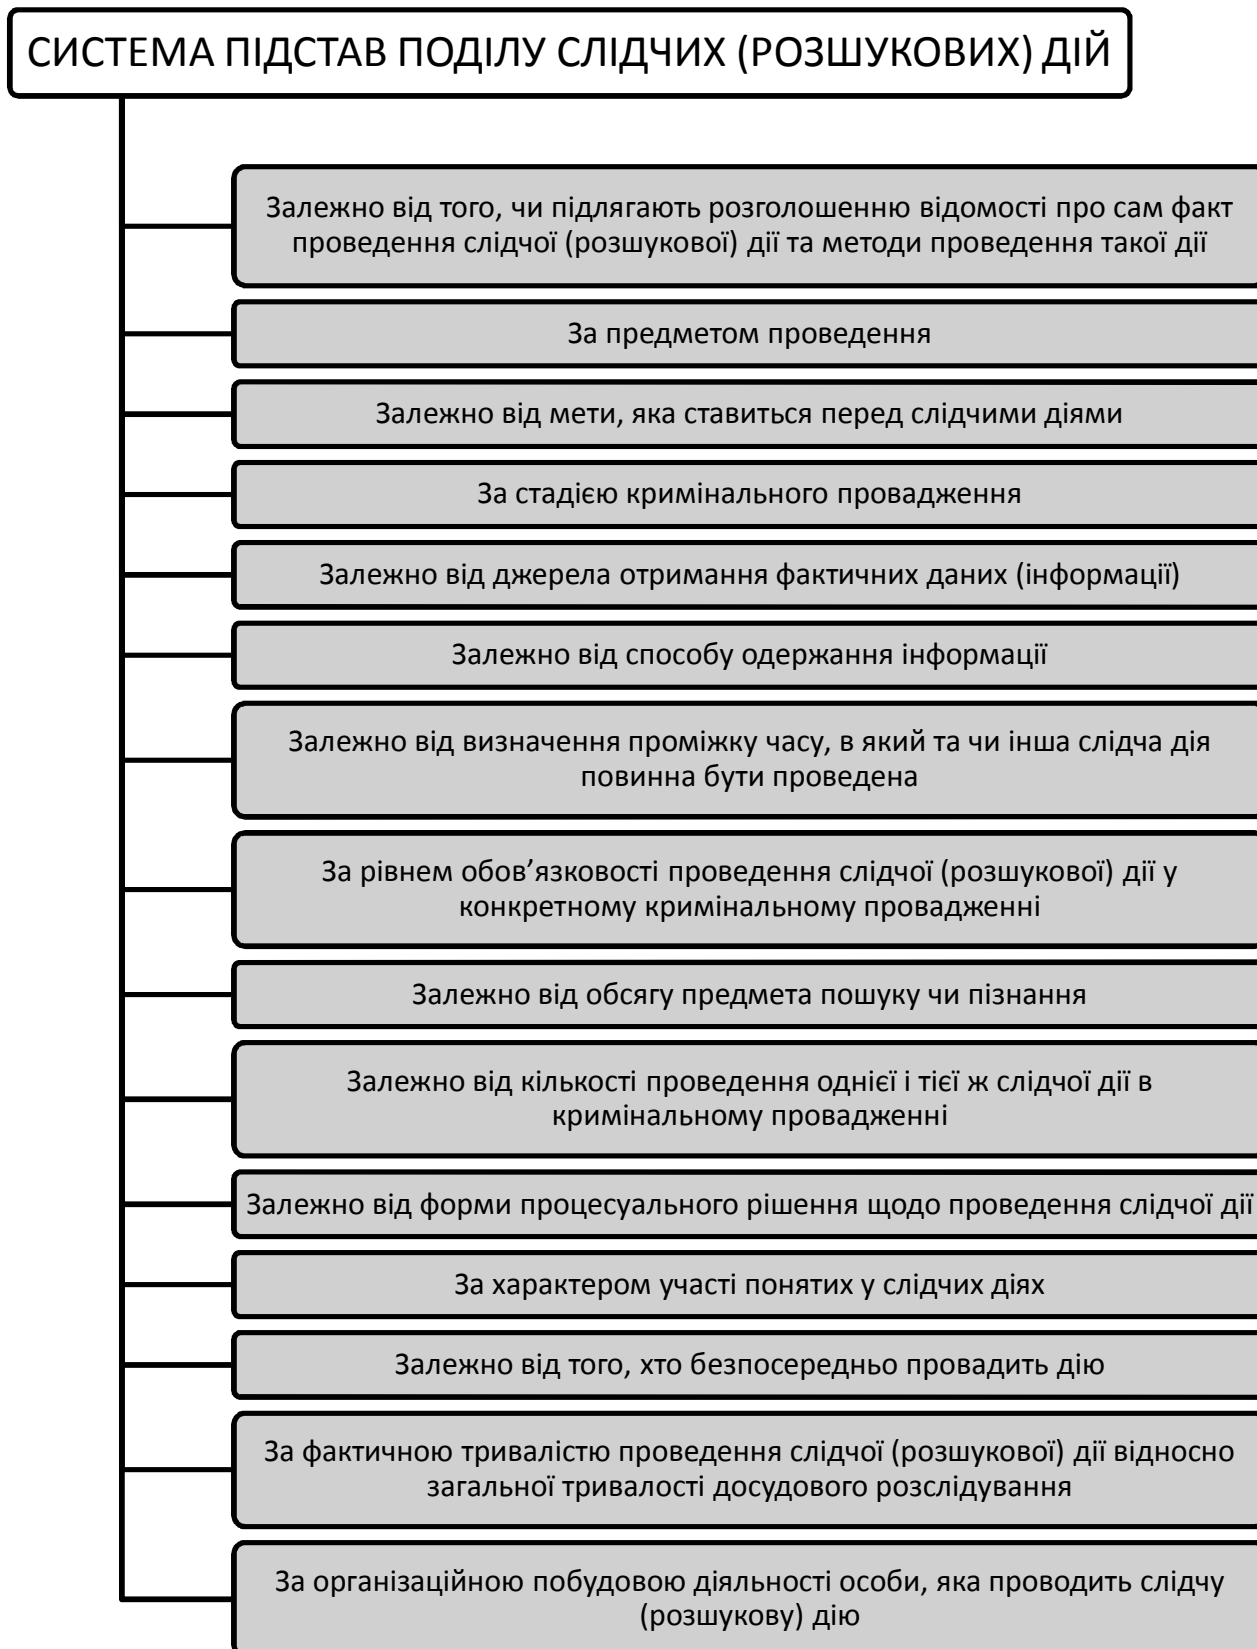 СИСТЕМА ПІДСТАВ ПОДІЛУ СЛІДЧИХ (РОЗШУКОВИХ) ДІЙ
Залежно від того, чи підлягають розголошенню відомості про сам факт
проведення слідчої (розшукової) дії та методи проведення такої дії
За предметом проведення
Залежно від мети, яка ставиться перед слідчими діями
За стадією кримінального провадження
Залежно від джерела отримання фактичних даних (інформації)
Залежно від способу одержання інформації
Залежно від визначення проміжку часу, в який та чи інша слідча дія
повинна бути проведена
За рівнем обов’язковості проведення слідчої (розшукової) дії у
конкретному кримінальному провадженні
Залежно від обсягу предмета пошуку чи пізнання
Залежно від кількості проведення однієї і тієї ж слідчої дії в
кримінальному провадженні
Залежно від форми процесуального рішення щодо проведення слідчої дії
За характером участі понятих у слідчих діях
Залежно від того, хто безпосередньо провадить дію
За фактичною тривалістю проведення слідчої (розшукової) дії відносно
загальної тривалості досудового розслідування
За організаційною побудовою діяльності особи, яка проводить слідчу
(розшукову) дію